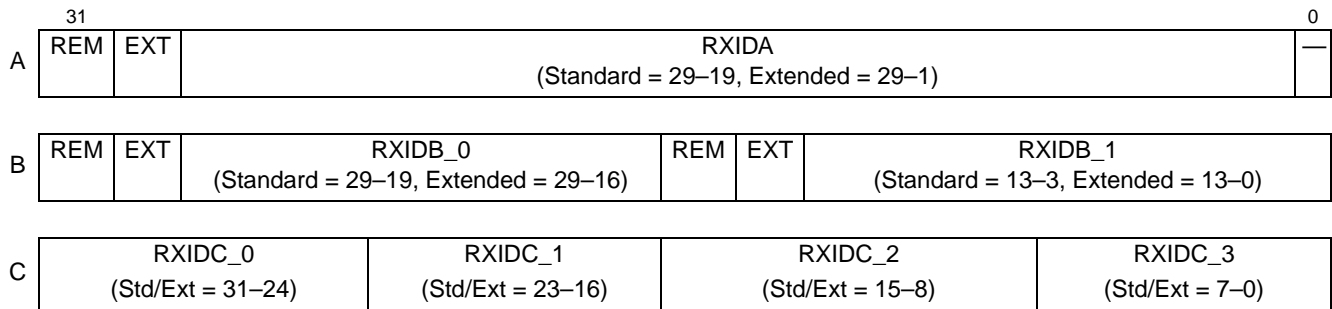 31 0
A REM EXT RXIDA —
(Standard = 29–19, Extended = 29–1)
B REM EXT RXIDB_0 REM EXT RXIDB_1
(Standard = 29–19, Extended = 29–16) (Standard = 13–3, Extended = 13–0)
C RXIDC_0 RXIDC_1 RXIDC_2 RXIDC_3
(Std/Ext = 31–24) (Std/Ext = 23–16) (Std/Ext = 15–8) (Std/Ext = 7–0)